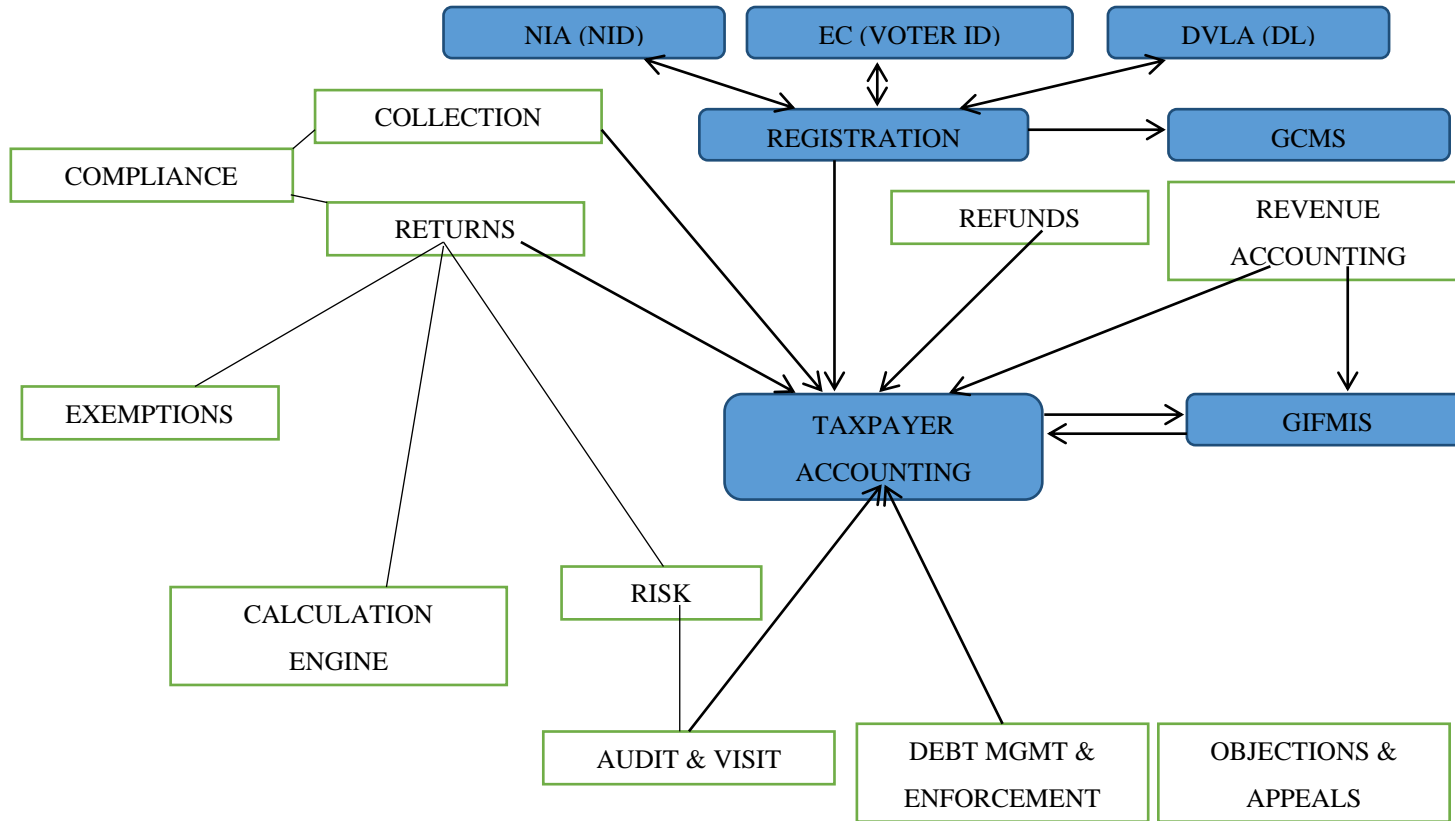 NIA (NID)
EC (VOTER ID)
DVLA (DL)
COLLECTION
REGISTRATION
GCMS
COMPLIANCE
RETURNS
REFUNDS
REVENUE
ACCOUNTING
EXEMPTIONS
TAXPAYER
ACCOUNTING
GIFMIS
CALCULATION
ENGINE
RISK
AUDIT & VISIT
DEBT MGMT &
ENFORCEMENT
OBJECTIONS &
APPEALS